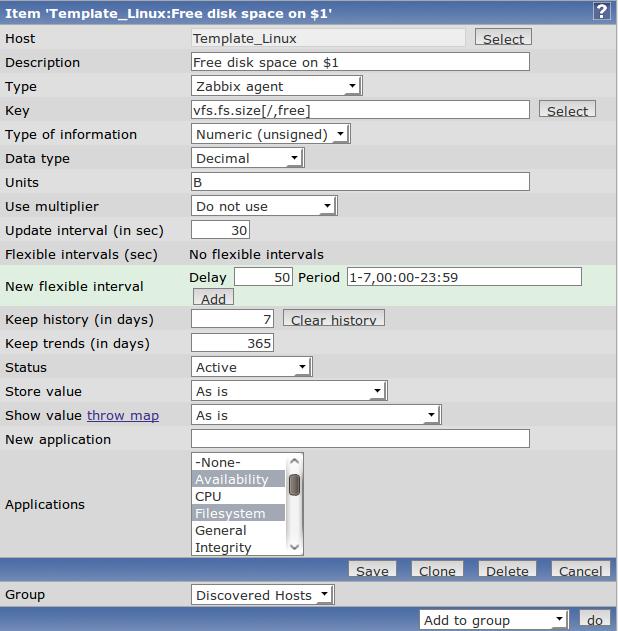 Item 'Template_Linux:Free disk space on $1' ?
Host Template_Linux Select
Description Free disk space on $1
Type Zabbix agent
Key vfs.fs.size[/,free] Select
Type of information Numeric (unsigned)
Data type Decimal
Units B
Use multiplier Do not use
Update interval (in sec) 30
Flexible intervals (sec) No flexible intervals
New flexible interval Delay 50 Period 1-7,00:00-23:59
Add
Keep history (in days) 7 Clear history
Keep trends (in days) 365
Status Active
Store value As is
Show value throw map As is
New application
Applications
-None-
Availability
CPU
Filesystem
General
Integrity
Save Clone Delete Cancel
Group Discovered Hosts
Add to group do